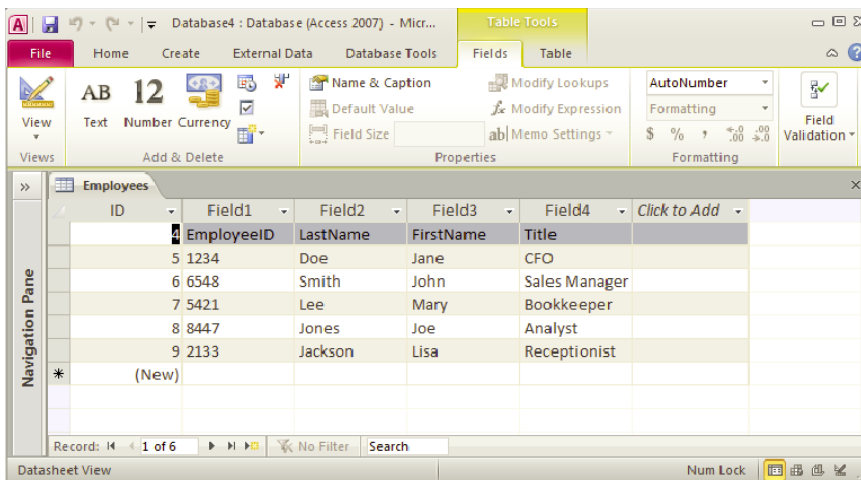 Database4 : Database (Access 2007) - Micr... Table Tools
File Home Create External Data Database Tools Fields Table
AB Text
12 Number
Currency
View
Name & Caption
Default Value
Field Size
Modify Lookups
fx Modify Expression
ab| Memo Settings
AutoNumber
Formatting
$ % , .00 .00 .0
Field Validation
Views Add & Delete Properties Formatting
Employees
ID Field1 Field2 Field3 Field4 Click to Add
4 EmployeeID LastName FirstName Title
5 1234 Doe Jane CFO
6 6548 Smith John Sales Manager
7 5421 Lee Mary Bookkeeper
8 8447 Jones Joe Analyst
9 2133 Jackson Lisa Receptionist
* (New)
Navigation Pane
Record: 1 of 6 No Filter Search
Datasheet View Num Lock